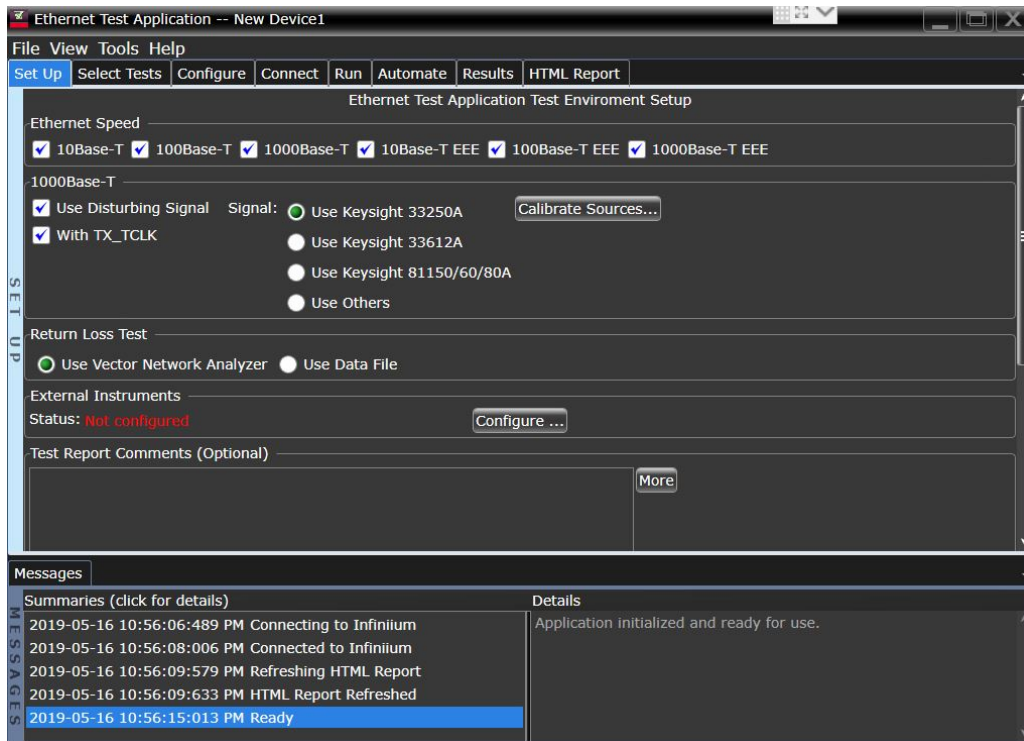 Ethernet Test Application -- New Device1
File View Tools Help
Set Up Select Tests Configure Connect Run Automate Results HTML Report
Ethernet Test Application Test Enviroment Setup
Ethernet Speed
10Base-T 100Base-T 1000Base-T 10Base-T EEE 100Base-T EEE 1000Base-T EEE
1000Base-T
Use Disturbing Signal Signal: Use Keysight 33250A Calibrate Sources...
With TX_TCLK Use Keysight 33612A
Use Keysight 81150/60/80A
Use Others
SET UP
Return Loss Test
Use Vector Network Analyzer Use Data File
External Instruments
Status: Not configured Configure ...
Test Report Comments (Optional)
More
Messages
MESSAGES
Summaries (click for details) Details
2019-05-16 10:56:06:489 PM Connecting to Infiniium Application initialized and ready for use.
2019-05-16 10:56:08:006 PM Connected to Infiniium
2019-05-16 10:56:09:579 PM Refreshing HTML Report
2019-05-16 10:56:09:633 PM HTML Report Refreshed
2019-05-16 10:56:15:013 PM Ready